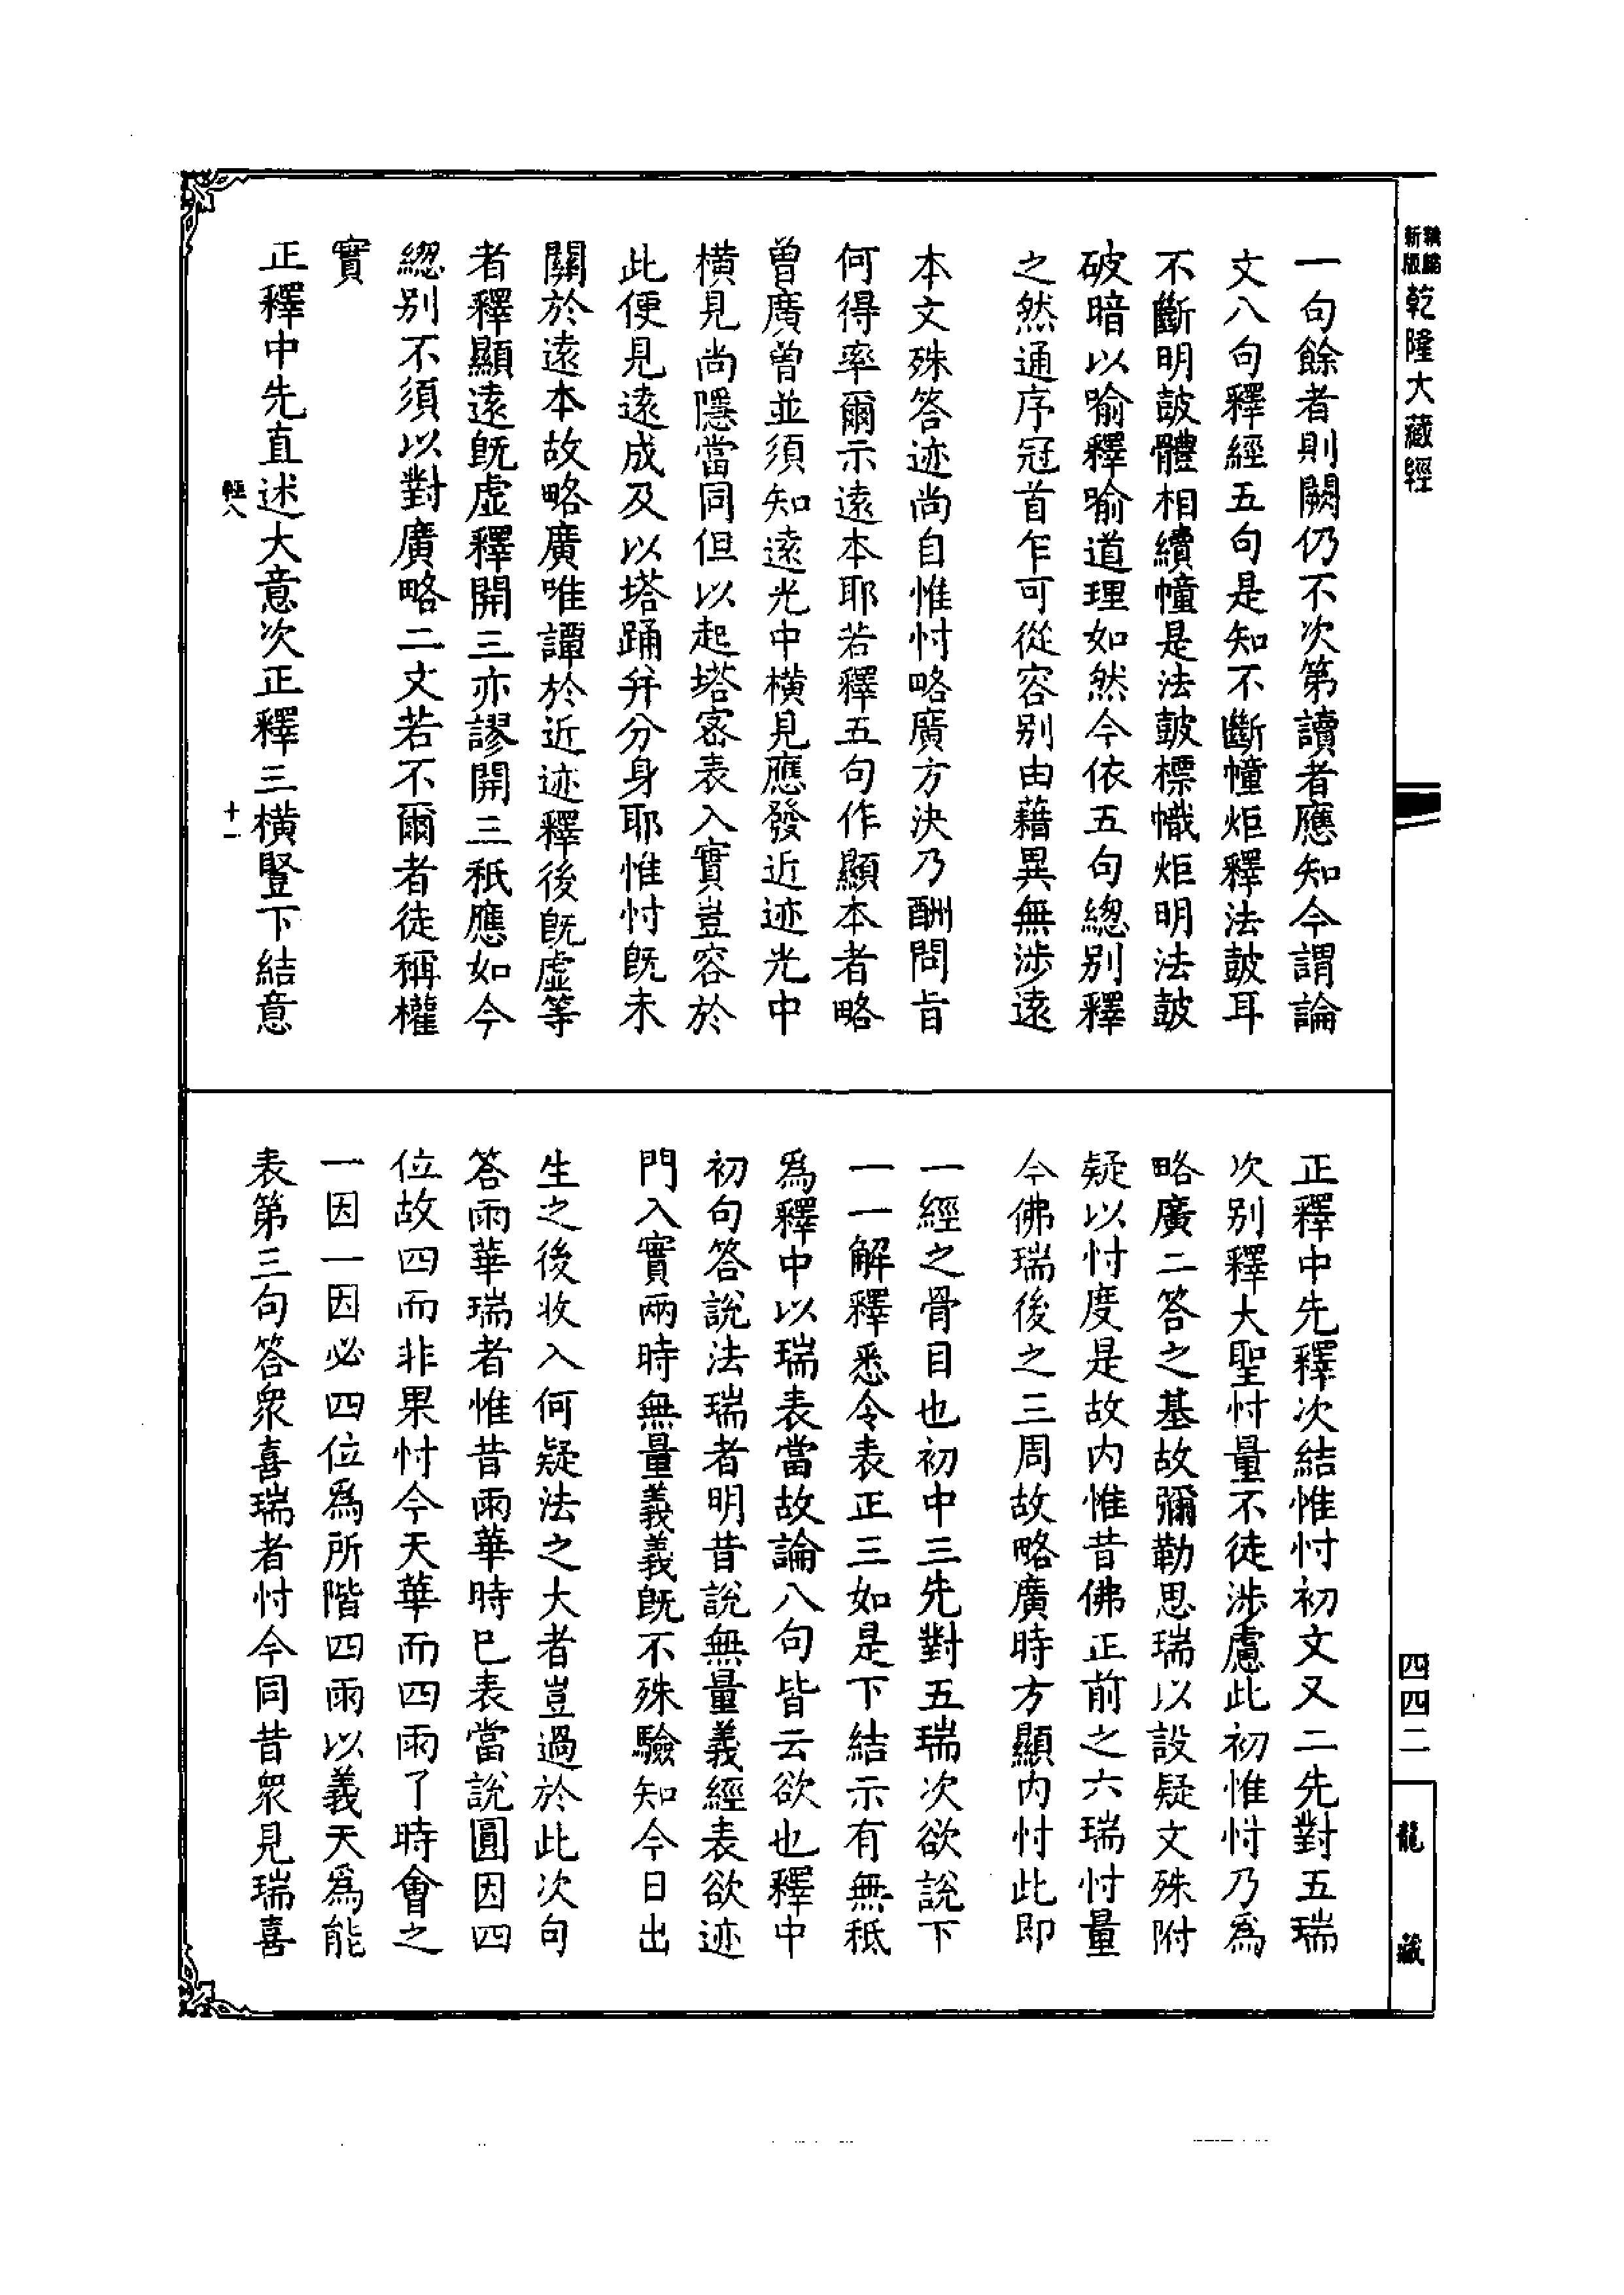 精縮
新版
乾隆大藏經
一句餘者則闕仍不次第讀者應知今謂論
文八句釋經五句是知不斷幢炬釋法鼓耳
不斷明鼓體相續幢是法鼓標幟炬明法鼓
破暗以喻釋喻道理如然今依五句總別釋
之然通序冠首乍可從容別由藉異無涉遠
本文殊答迹尚自惟忖略廣方決乃酬問旨
何得率爾示遠本耶若釋五句作顯本者略
曾廣曾並須知遠光中橫見應發近迹光中
橫見尚隱當同但以起塔密表入實豈容於
此便見遠成及以塔踊并分身耶惟忖既未
關於遠本故略廣唯譚於近迹釋後既虛等
者釋顯遠既虛釋開三亦謬開三秖應如今
總別不須以對廣略二文若不爾者徒稱權
實
正釋中先直述大意次正釋三橫豎下結意
輕八
十一
正釋中先釋次結惟忖初文又二先對五瑞
次別釋大聖忖量不徒涉慮此初惟忖乃為
略廣二答之基故彌勒思瑞以設疑文殊附
疑以忖度是故內惟昔佛正前之六瑞忖量
今佛瑞後之三周故略廣時方顯內忖此即
一經之骨目也初中三先對五瑞次欲說下
一一解釋悉令表正三如是下結示有無秖
為釋中以瑞表當故論八句皆云欲也釋中
初句答說法瑞者明昔說無量義經表欲迹
門入實兩時無量義義既不殊驗知今日出
生之後收入何疑法之大者豈過於此次句
答雨華瑞者惟昔雨華時已表當說圓因四
位故四而非果忖今天華而四雨了時會之
一因一因必四位為所階四雨以義天為能
表第三句答眾喜瑞者忖今同昔眾見瑞喜
四四二
龍藏